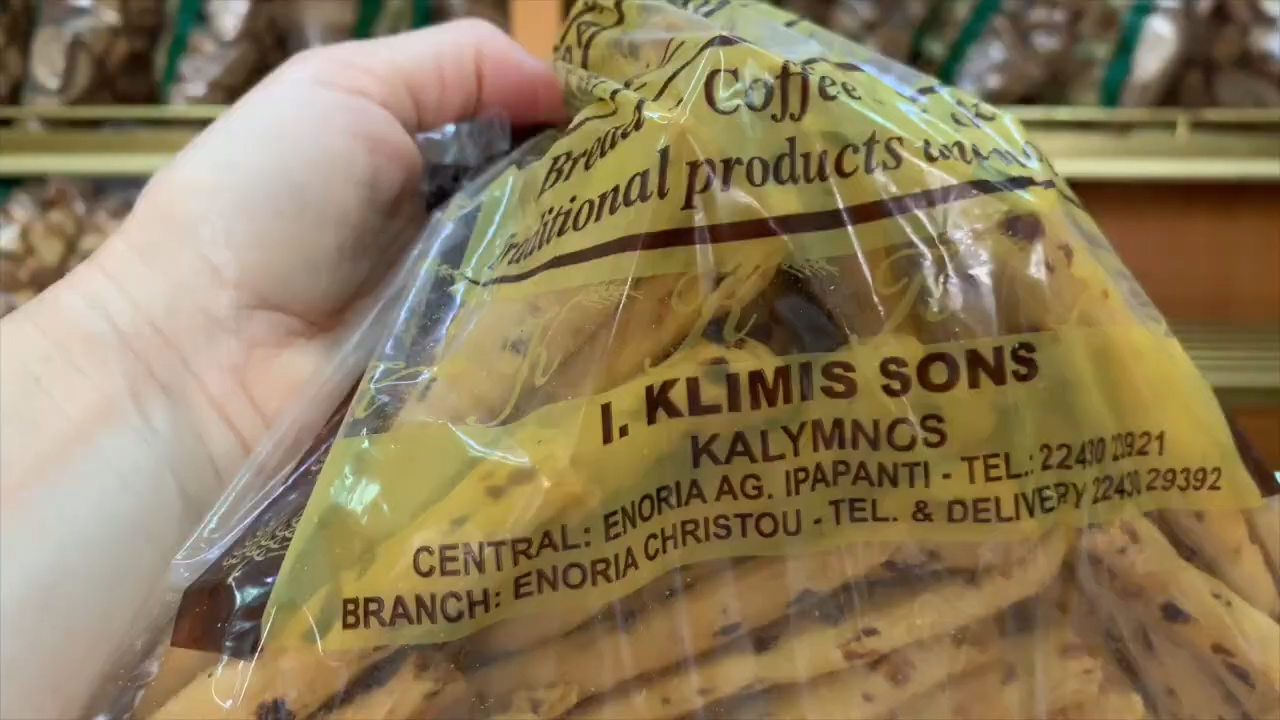 Coffee
Bread
Traditional products
I. KLIMIS SONS
KALYMNOS
CENTRAL: ENORIA AG. IPAPANTI - TEL.: 22430
BRANCH: ENORIA CHRISTOU - TEL. & DELIVERY 22430 29392